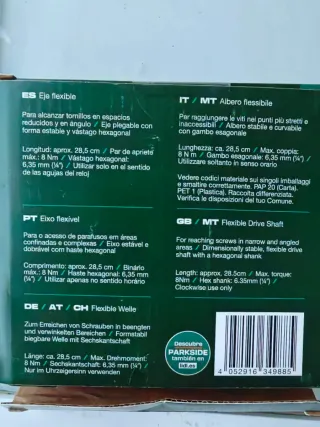 ES Eje flexible
Para alcanzar tornillos en espacios
reducidos y en ángulo / Eje plegable con
forma estable y vástago hexagonal
Longitud: aprox. 28,5 cm / Par de apriete
máx.: 8 Nm / Vástago hexagonal:
6,35 mm (¼") / Utilizar solo en el sentido
de las agujas del reloj
PT Eixo flexível
Para o acesso de parafusos em áreas
confinadas e complexas / Eixo estável e
dobrável com haste hexagonal
Comprimento: aprox. 28,5 cm / Binário
máx.: 8 Nm / Haste hexagonal: 6,35 mm
(¼") / Utilizar apenas no sentido horário
DE / AT / CH Flexible Welle
Zum Erreichen von Schrauben in beengten
und verwinkelten Bereichen / Formstabil
biegbare Welle mit Sechskantschaft
Länge: ca. 28,5 cm / Max. Drehmoment:
8 Nm / Sechskantschaft: 6,35 mm (¼") /
Nur im Uhrzeigersinn verwenden
IT / MT Albero flessibile
Per raggiungere le viti nei punti più stretti e
inaccessibili / Albero stabile e curvabile
con gambo esagonale
Lunghezza: ca. 28,5 cm / Max. coppia:
8 N m / Gambo esagonale: 6,35 mm (¼") /
Utilizzare soltanto in senso orario
Vedere codici materiale sui singoli imballaggi
e smaltire correttamente. PAP 20 (Carta).
PET 1 (Plastica). Raccolta differenziata.
Verifica le disposizioni del tuo Comune.
GB / MT Flexible Drive Shaft
For reaching screws in narrow and angled
areas / Dimensionally stable, flexible drive
shaft with a hexagonal shank
Length: approx. 28.5cm / Max. torque:
8Nm / Hex shank: 6.35mm (¼") /
Clockwise use only
Descubre
PARKSIDE
también en
lidl.es
4 052916 349885